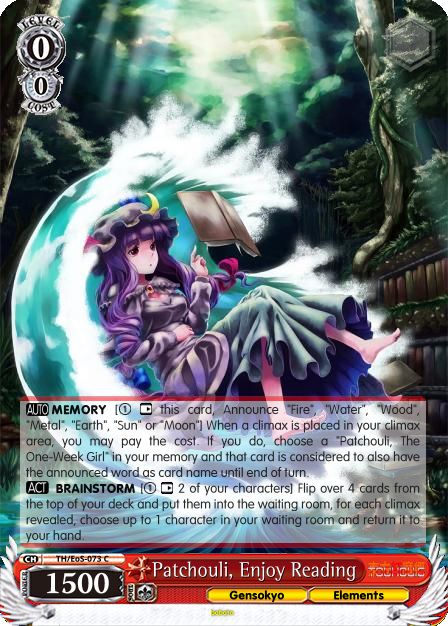 LEVEL
0
0
COST
AUTO MEMORY [① this card, Announce "Fire", "Water", "Wood",
"Metal", "Earth", "Sun" or "Moon"] When a climax is placed in your climax
area, you may pay the cost. If you do, choose a "Patchouli, The
One-Week Girl" in your memory and that card is considered to also have
the announced word as card name until end of turn.
ACT BRAINSTORM [① 2 of your characters] Flip over 4 cards from
the top of your deck and put them into the waiting room, for each climax
revealed, choose up to 1 character in your waiting room and return it to
your hand.
CH TH/Eo5-073 C
POWER 1500 SOUL
Patchouli, Enjoy Reading
Gensokyo Elements